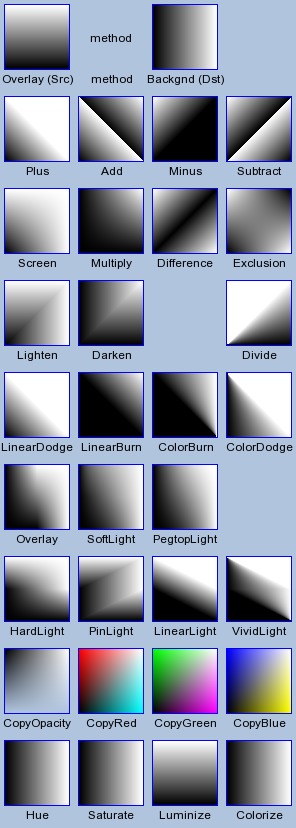 method
Overlay (Src) method Backgnd (Dst)
Plus Add Minus Subtract
Screen Multiply Difference Exclusion
Lighten Darken Divide
LinearDodge LinearBurn ColorBurn ColorDodge
Overlay SoftLight PegtopLight
HardLight PinLight LinearLight VividLight
CopyOpacity CopyRed CopyGreen CopyBlue
Hue Saturate Luminize Colorize